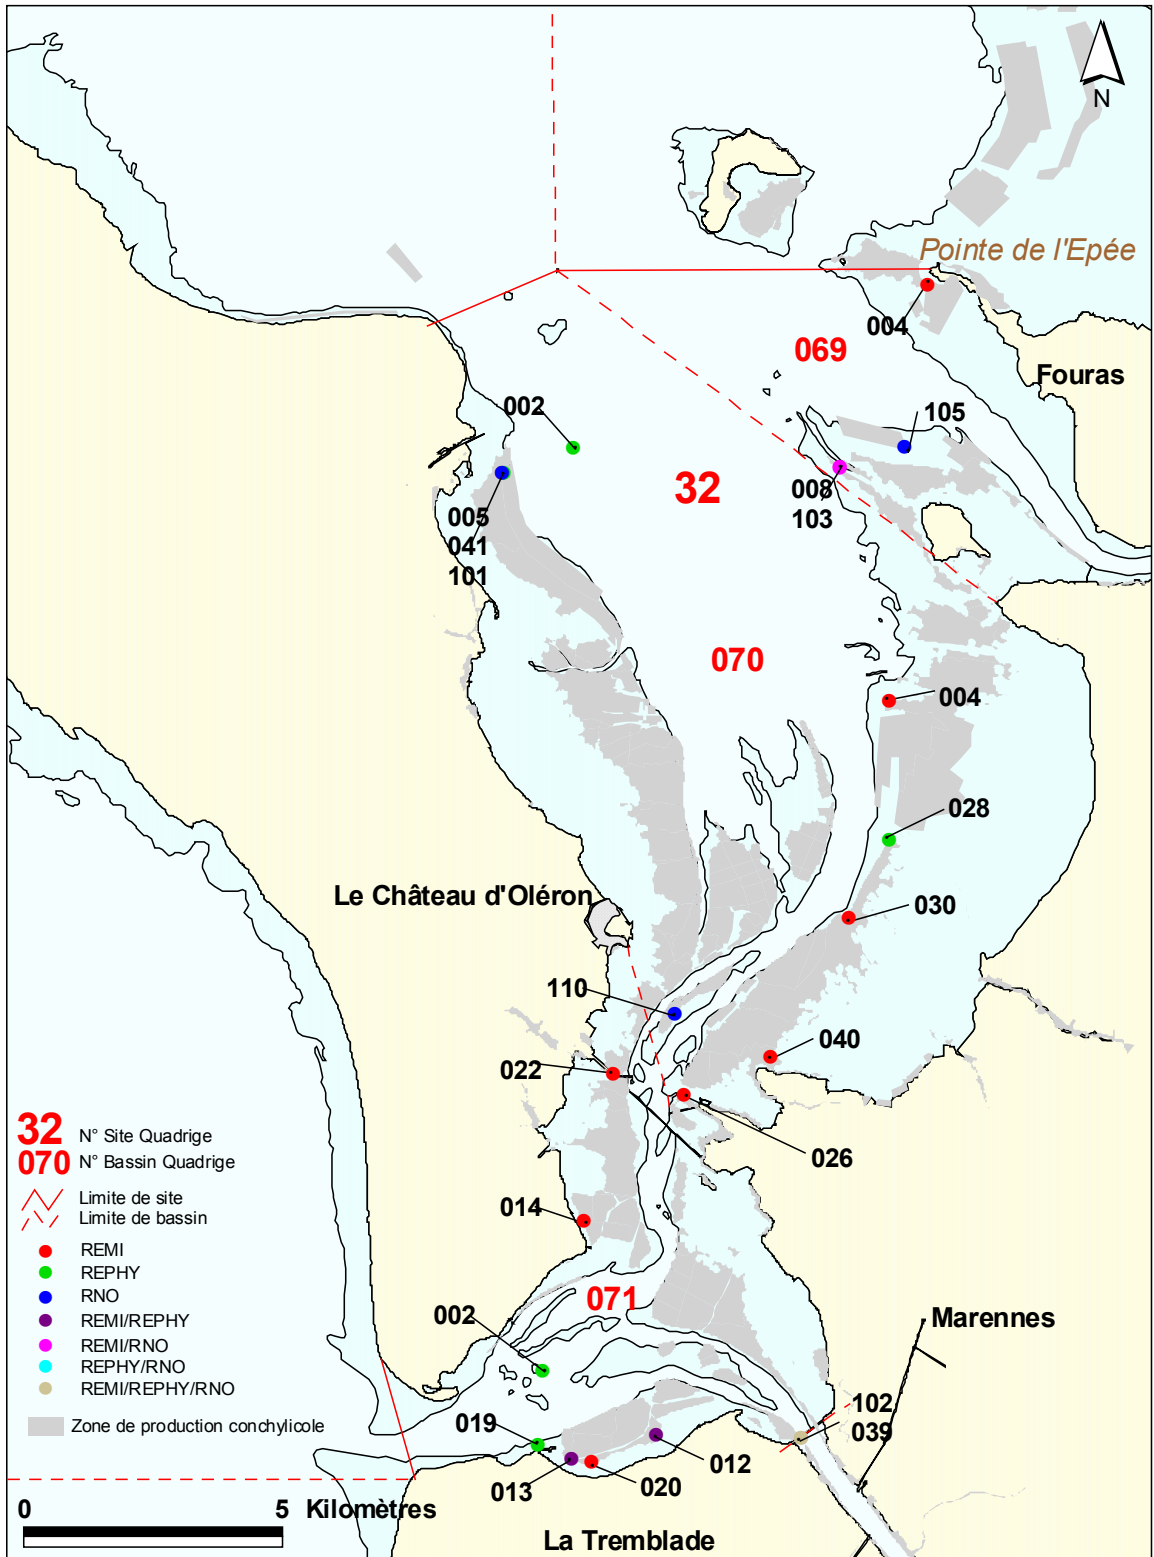 N
Pointe de l'Epée
004
069
Fouras
002
105
32
008
103
005
041
101
070
004
028
Le Château d'Oléron
030
110
040
022
026
014
071
002
Marennes
102
039
019
012
013
020
La Tremblade
32 N° Site Quadrige
070 N° Bassin Quadrige
Limite de site
Limite de bassin
REMI
REPHY
RNO
REMI/REPHY
REMI/RNO
REPHY/RNO
REMI/REPHY/RNO
Zone de production conchylicole
0 5 Kilomètres